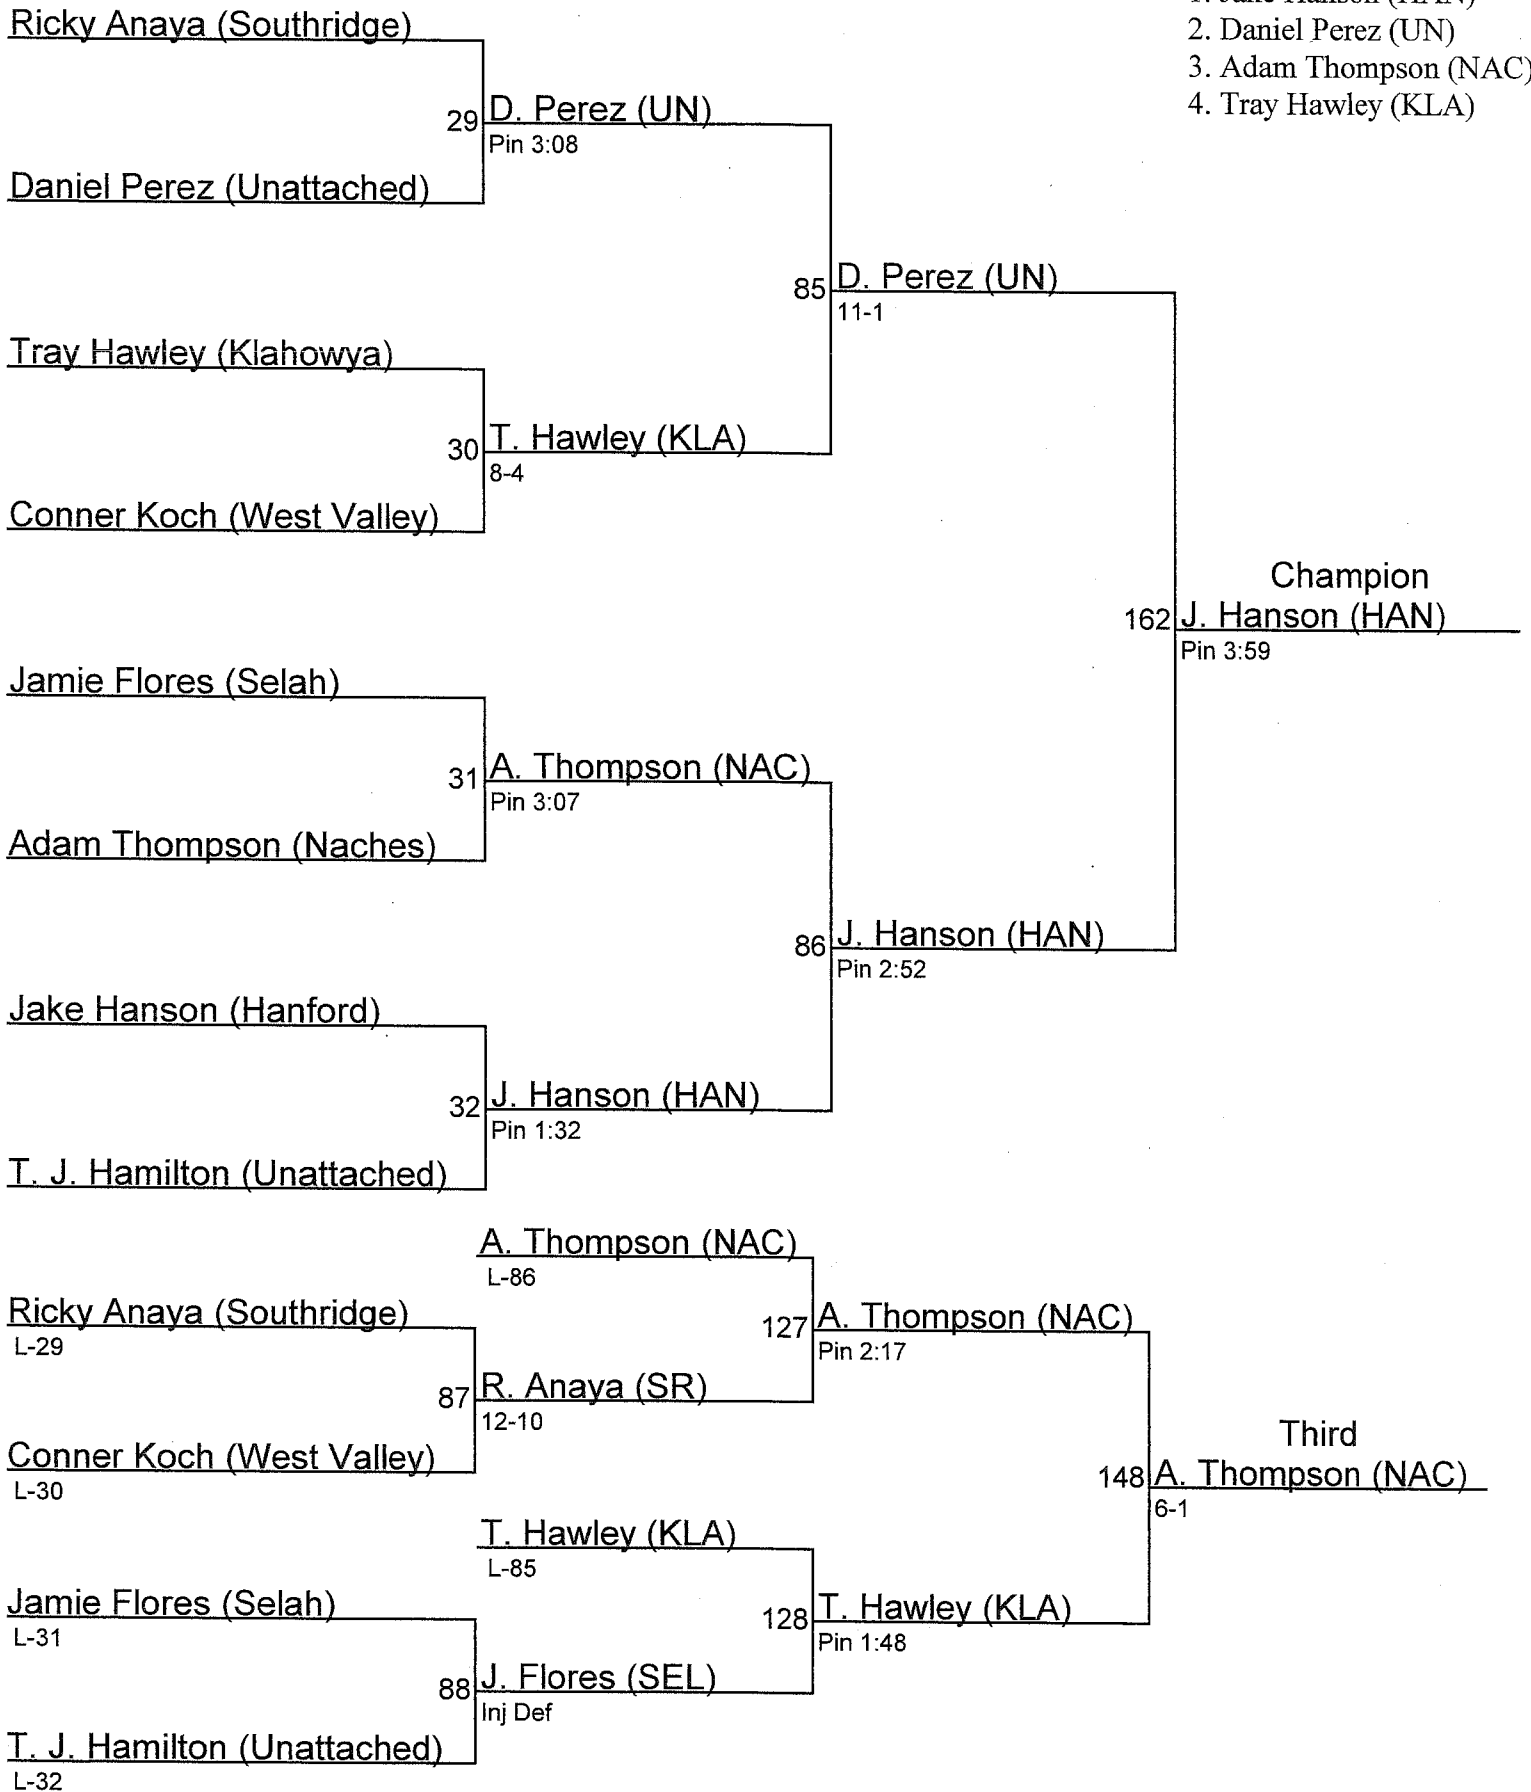 1. Jake Hanson (HAN)
2. Daniel Perez (UN)
3. Adam Thompson (NAC)
4. Tray Hawley (KLA)
Ricky Anaya (Southridge)
29 D. Perez (UN)
Pin 3:08
Daniel Perez (Unattached)
85 D. Perez (UN)
11-1
Tray Hawley (Klahowya)
30 T. Hawley (KLA)
8-4
Conner Koch (West Valley)
Champion
162 J. Hanson (HAN)
Pin 3:59
Jamie Flores (Selah)
31 A. Thompson (NAC)
Pin 3:07
Adam Thompson (Naches)
86 J. Hanson (HAN)
Pin 2:52
Jake Hanson (Hanford)
32 J. Hanson (HAN)
Pin 1:32
T. J. Hamilton (Unattached)
A. Thompson (NAC)
L-86
Ricky Anaya (Southridge)
L-29
127 A. Thompson (NAC)
Pin 2:17
87 R. Anaya (SR)
12-10
Conner Koch (West Valley)
L-30
Third
148 A. Thompson (NAC)
6-1
T. Hawley (KLA)
L-85
Jamie Flores (Selah)
L-31
128 T. Hawley (KLA)
Pin 1:48
88 J. Flores (SEL)
Inj Def
T. J. Hamilton (Unattached)
L-32